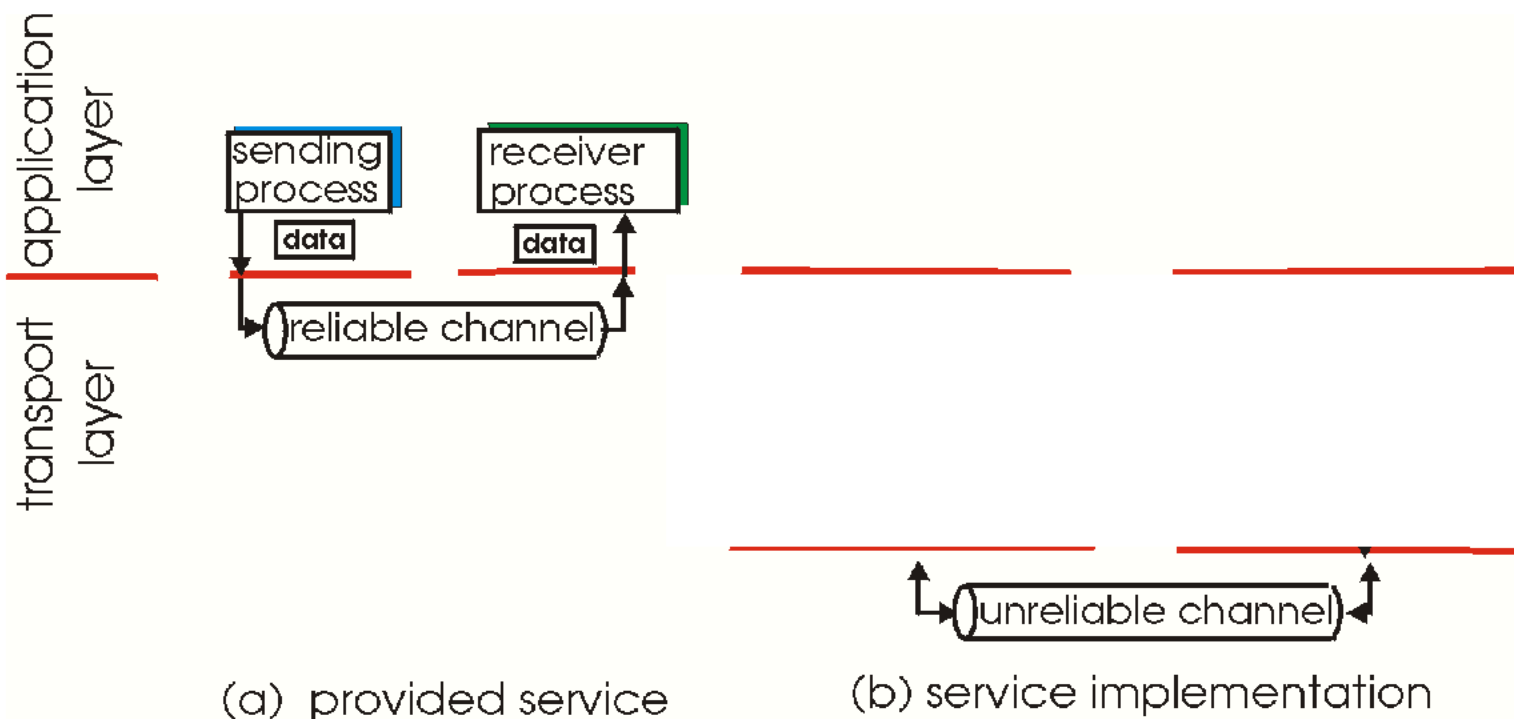 application
layer
transport
layer
sending
process
data
receiver
process
data
reliable channel
unreliable channel
(a) provided service
(b) service implementation